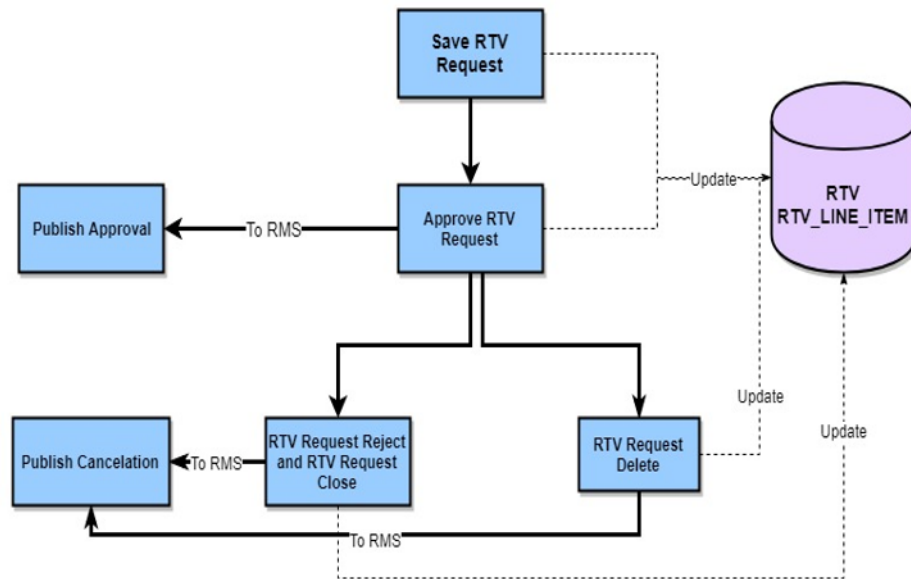 Save RTV
Request
Update
RTV
RTV_LINE_ITEM
Publish Approval
To RMS
Approve RTV
Request
Update
Update
Publish Cancelation
To RMS
RTV Request Reject
and RTV Request
Close
RTV Request
Delete
To RMS